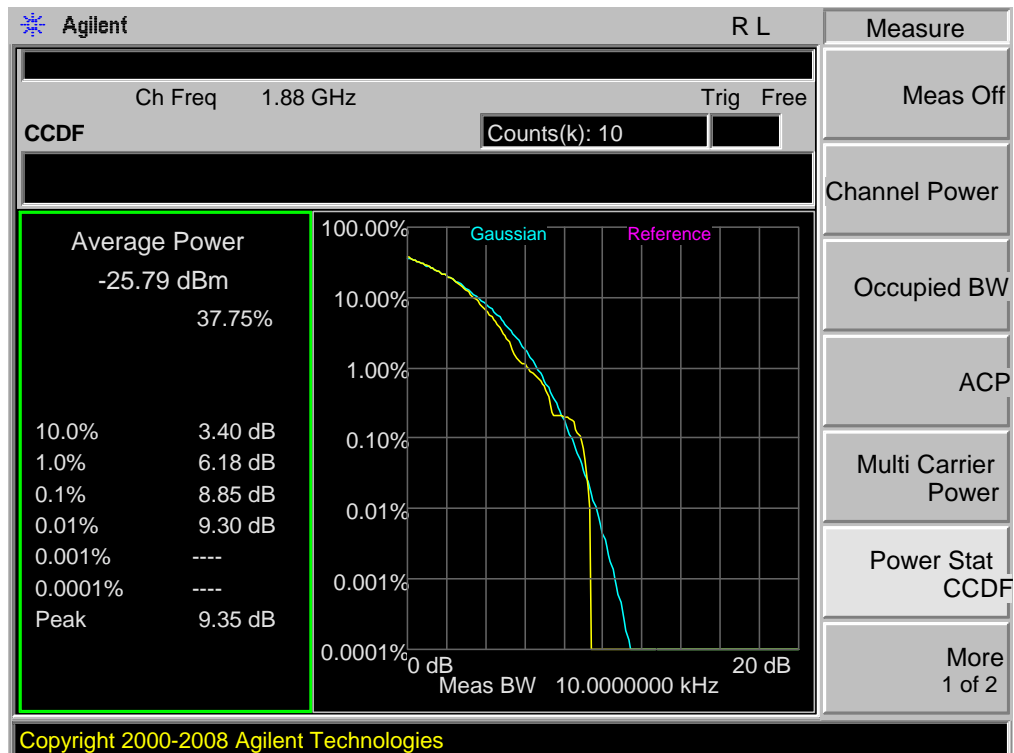 Agilent
R L
Ch Freq 1.88 GHz
Trig Free
CCDF
Counts(k): 10
Average Power
-25.79 dBm
37.75%
10.0% 3.40 dB
1.0% 6.18 dB
0.1% 8.85 dB
0.01% 9.30 dB
0.001% ----
0.0001% ----
Peak 9.35 dB
Gaussian
Reference
100.00%
10.00%
1.00%
0.10%
0.01%
0.001%
0.0001%
0 dB
20 dB
Meas BW 10.0000000 kHz
Measure
Meas Off
Channel Power
Occupied BW
ACP
Multi Carrier
Power
Power Stat
CCDF
More
1 of 2
Copyright 2000-2008 Agilent Technologies